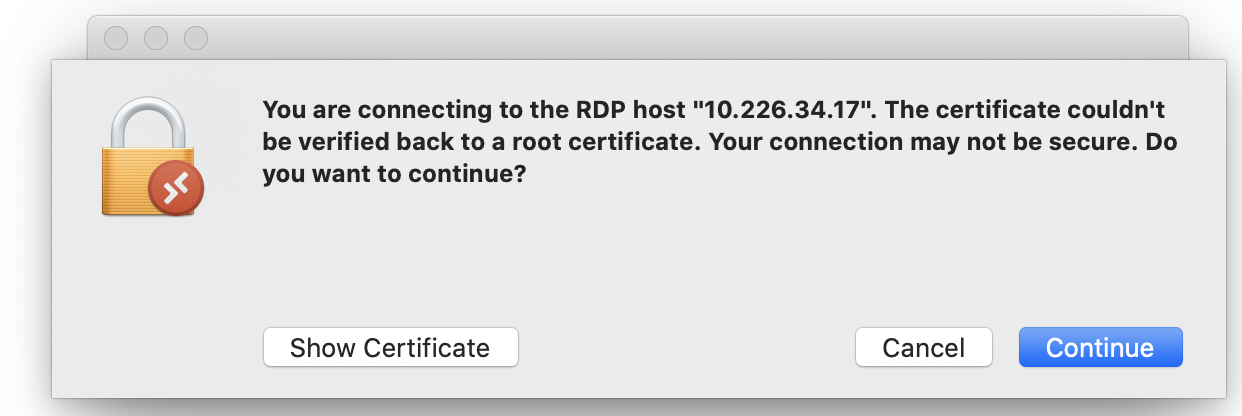 You are connecting to the RDP host "10.226.34.17". The certificate couldn't
be verified back to a root certificate. Your connection may not be secure. Do
you want to continue?
Show Certificate
Cancel
Continue